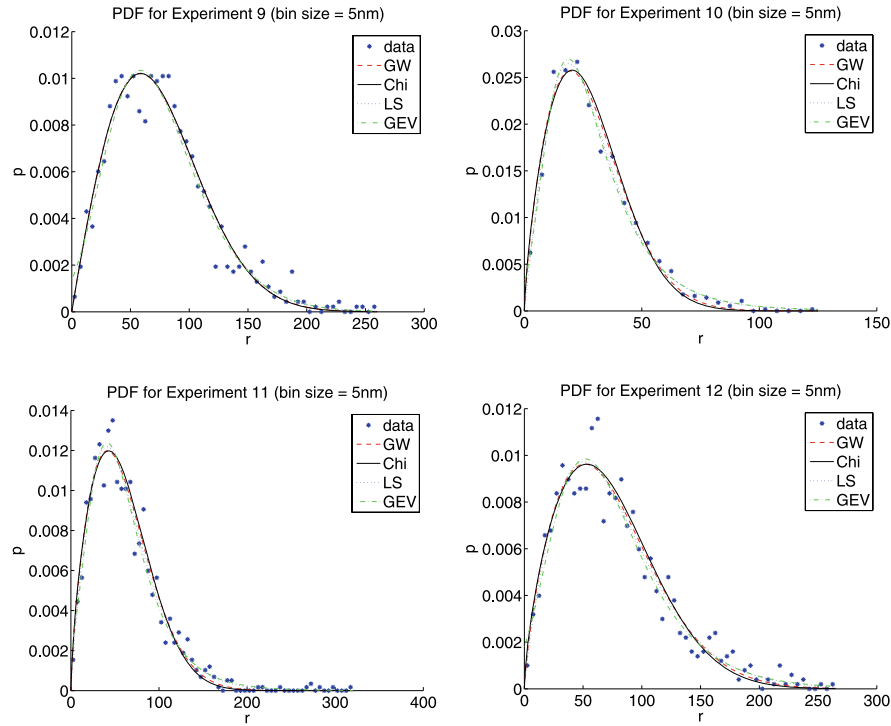 PDF for Experiment 9 (bin size = 5nm)
0.012
0.01
0.008
0.006
0.004
0.002
0
p
0
50
100
150
200
250
300
r
data
GW
Chi
LS
GEV
PDF for Experiment 10 (bin size = 5nm)
0.03
0.025
0.02
0.015
0.01
0.005
0
p
0
50
100
150
r
data
GW
Chi
LS
GEV
PDF for Experiment 11 (bin size = 5nm)
0.014
0.012
0.01
0.008
0.006
0.004
0.002
0
p
0
100
200
300
400
r
data
GW
Chi
LS
GEV
PDF for Experiment 12 (bin size = 5nm)
0.012
0.01
0.008
0.006
0.004
0.002
0
p
0
50
100
150
200
250
300
r
data
GW
Chi
LS
GEV